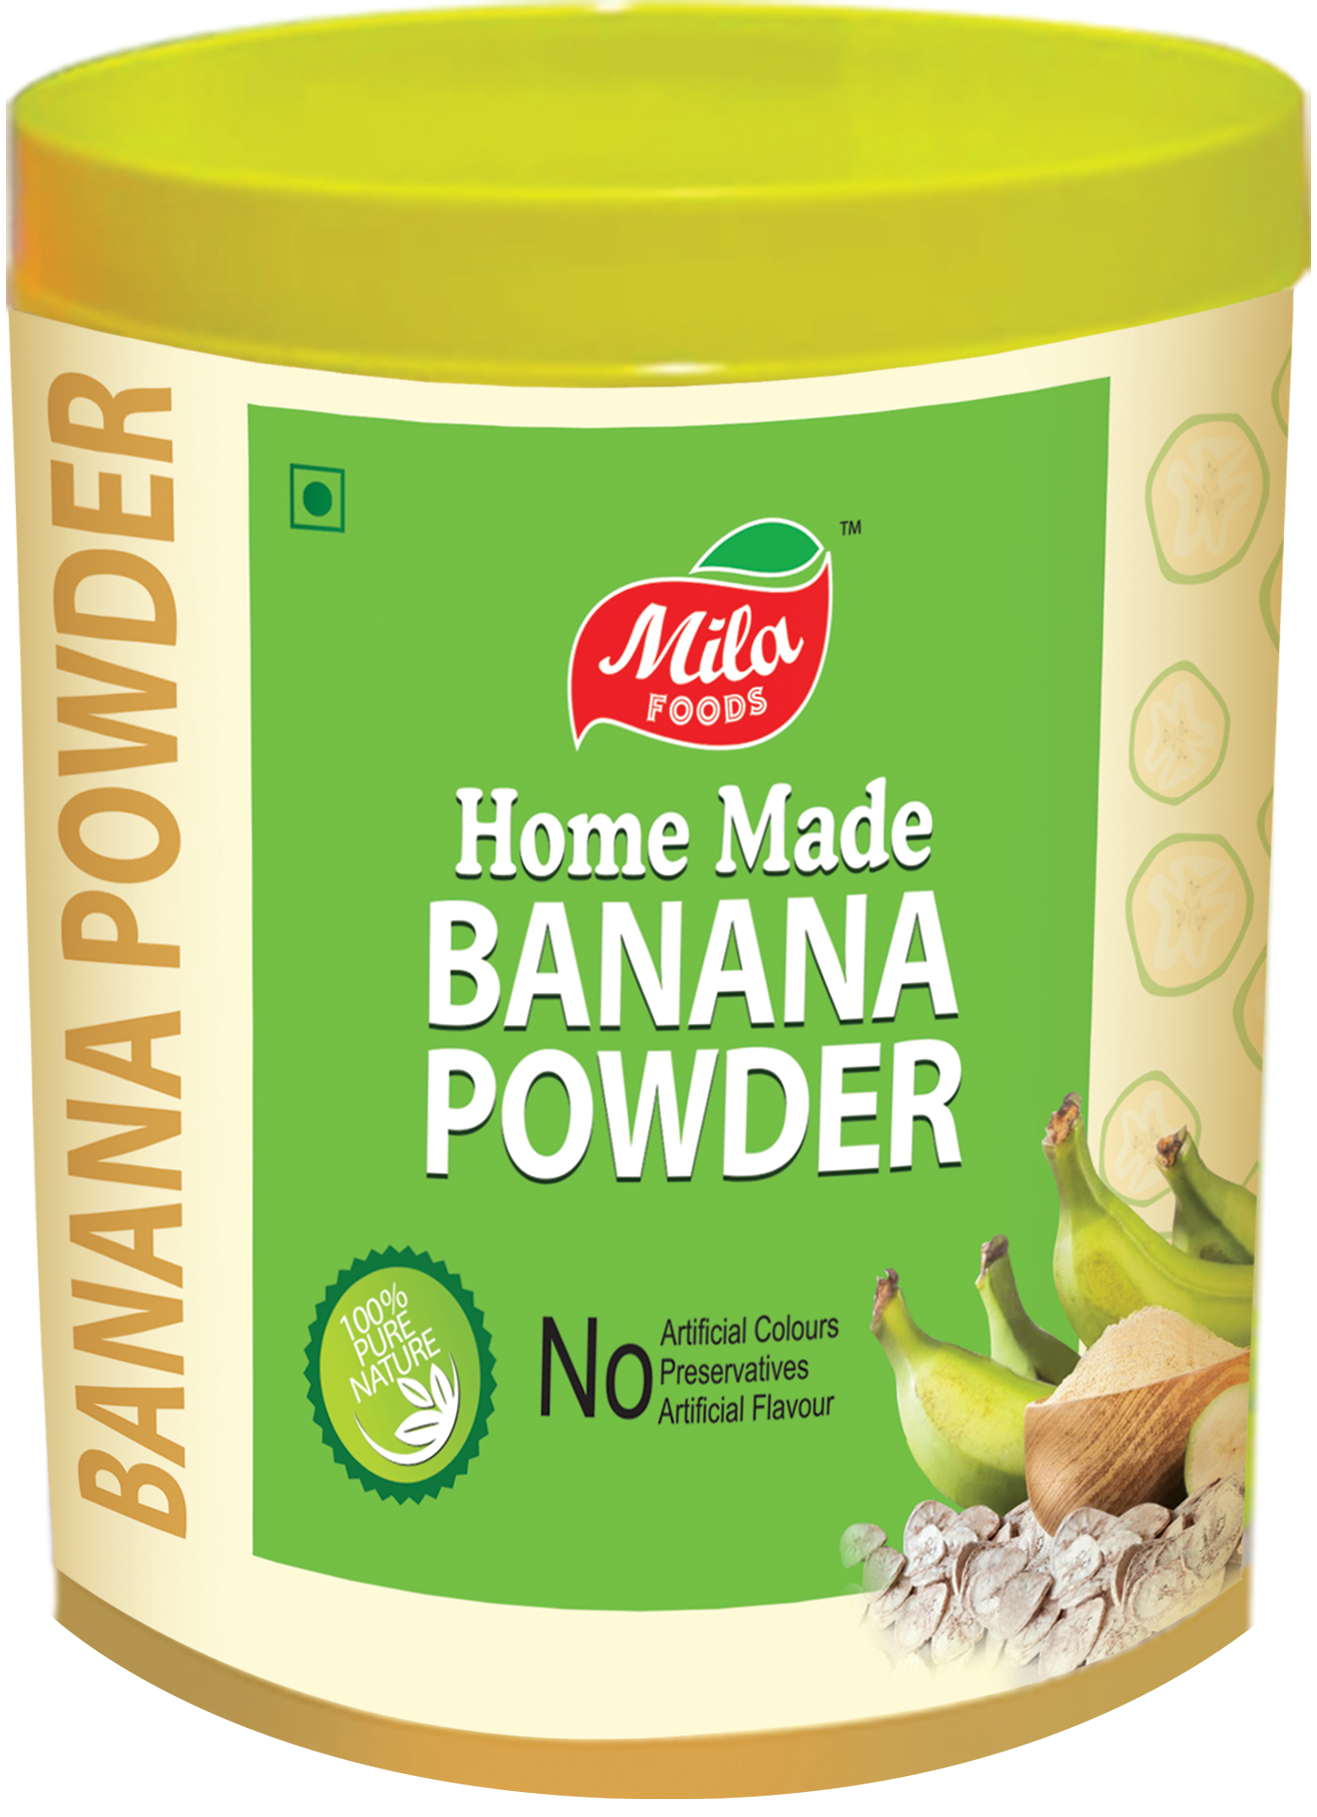 BANANA POWDER
Mila
FOODS
TM
Home Made
BANANA
POWDER
100%
PURE
NATURE
No
Artificial Colours
Preservatives
Artificial Flavour